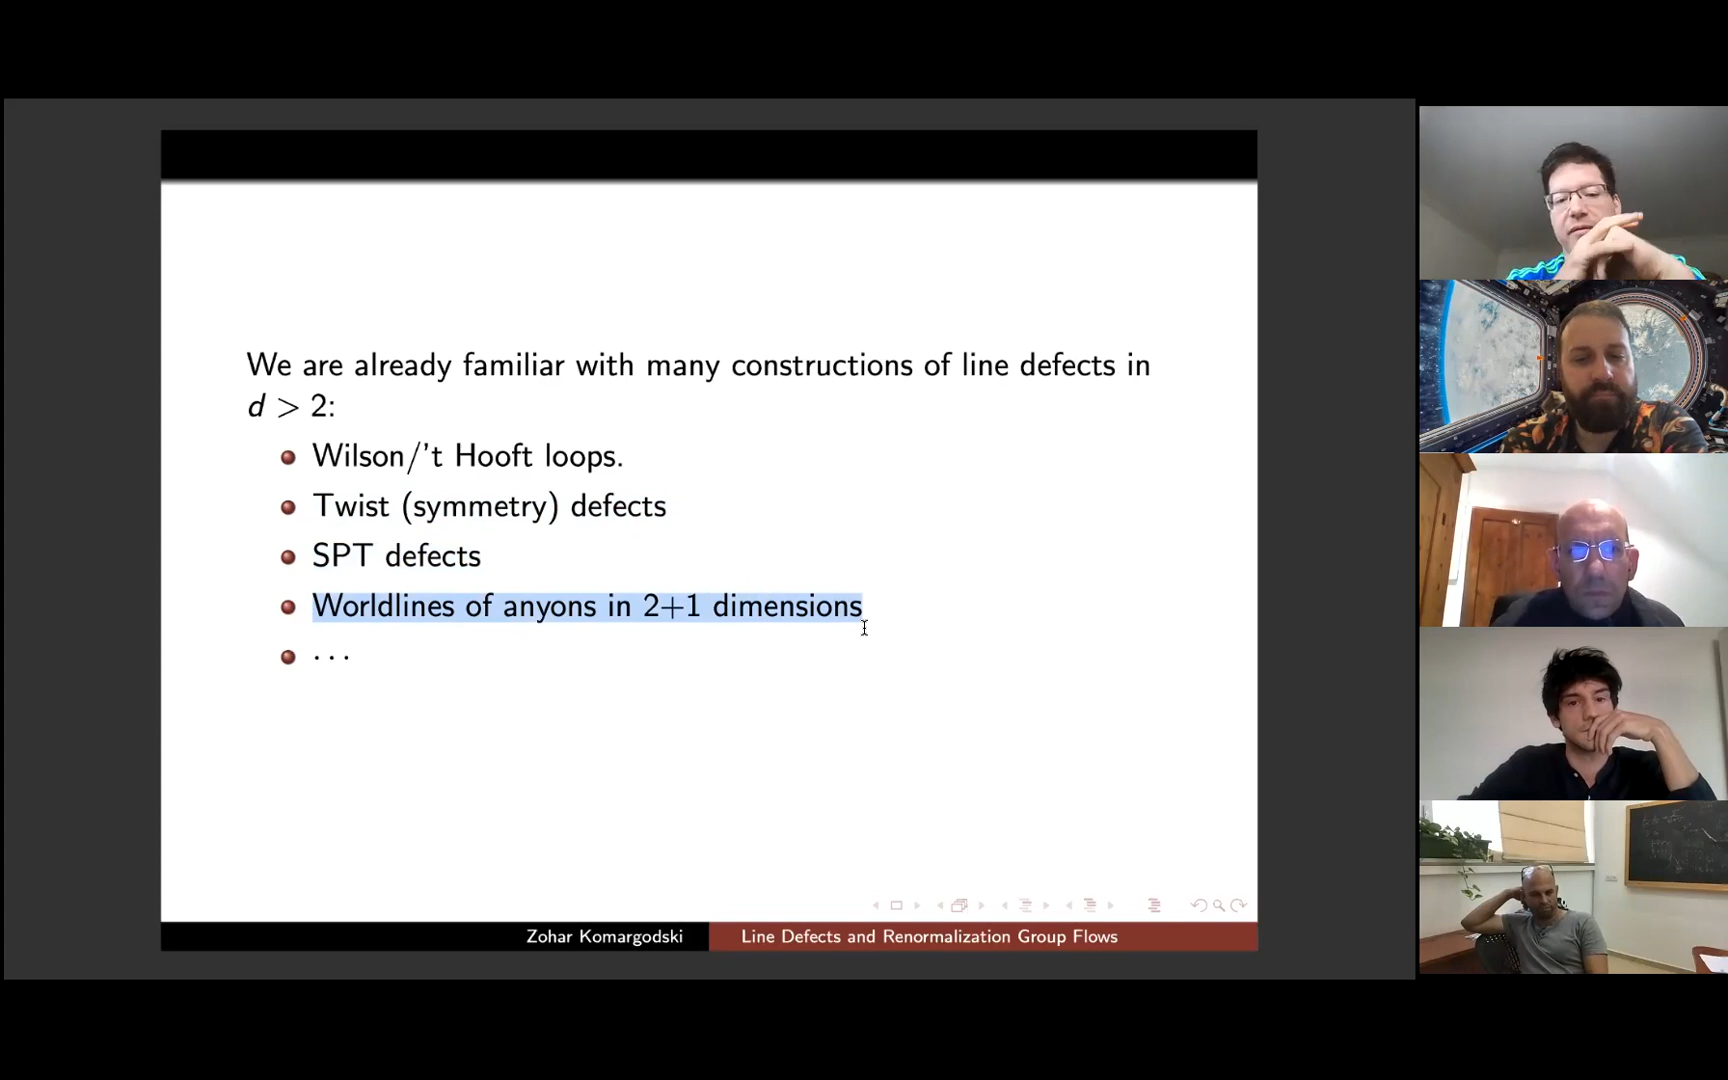 We are already familiar with many constructions of line defects in
d > 2:
Wilson/'t Hooft loops.
Twist (symmetry) defects
SPT defects
Worldlines of anyons in 2+1 dimensions
· · ·
Zohar Komargodski
Line Defects and Renormalization Group Flows